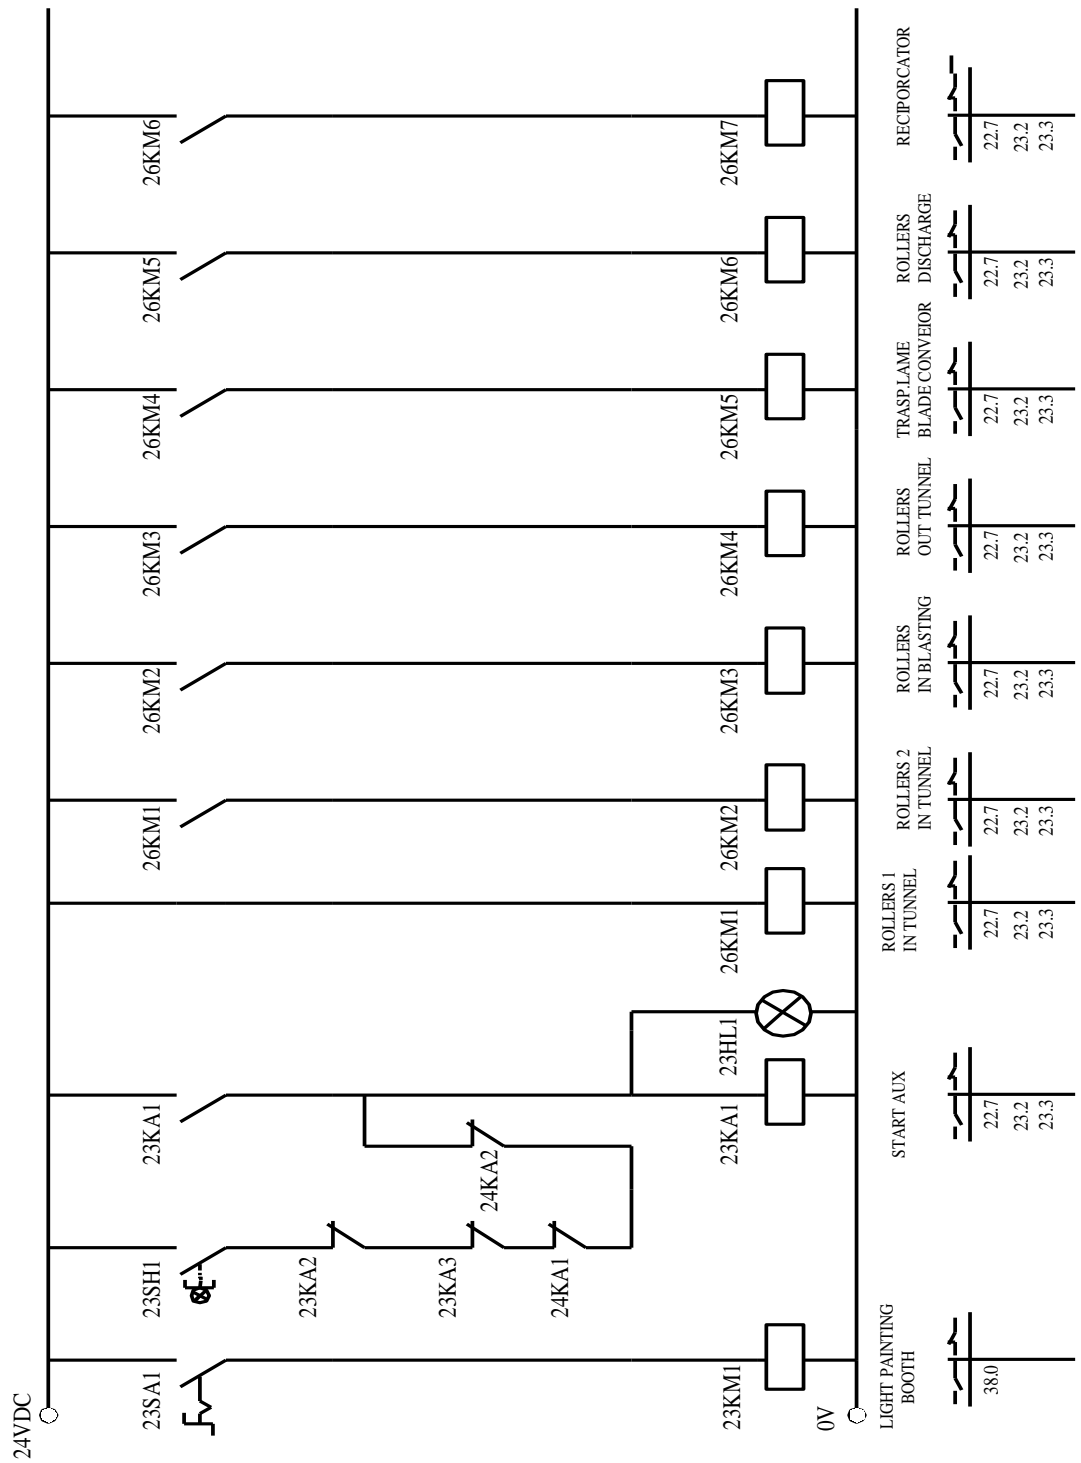 24VDC
23SA1
23SH1
23KA1
26KM1
26KM2
26KM3
26KM4
26KM5
26KM6
23KA2
23KA3
24KA1
24KA2
23KM1
23KA1
23HL1
26KM1
26KM2
26KM3
26KM4
26KM5
26KM6
26KM7
0V
LIGHT PAINTING
BOOTH
START AUX
ROLLERS 1
IN TUNNEL
ROLLERS 2
IN TUNNEL
ROLLERS
IN BLASTING
ROLLERS
OUT TUNNEL
TRASP.LAME
BLADE CONVEIOR
ROLLERS
DISCHARGE
RECIPORCATOR
38.0
22.7
23.2
23.3
22.7
23.2
23.3
22.7
23.2
23.3
22.7
23.2
23.3
22.7
23.2
23.3
22.7
23.2
23.3
22.7
23.2
23.3
22.7
23.2
23.3